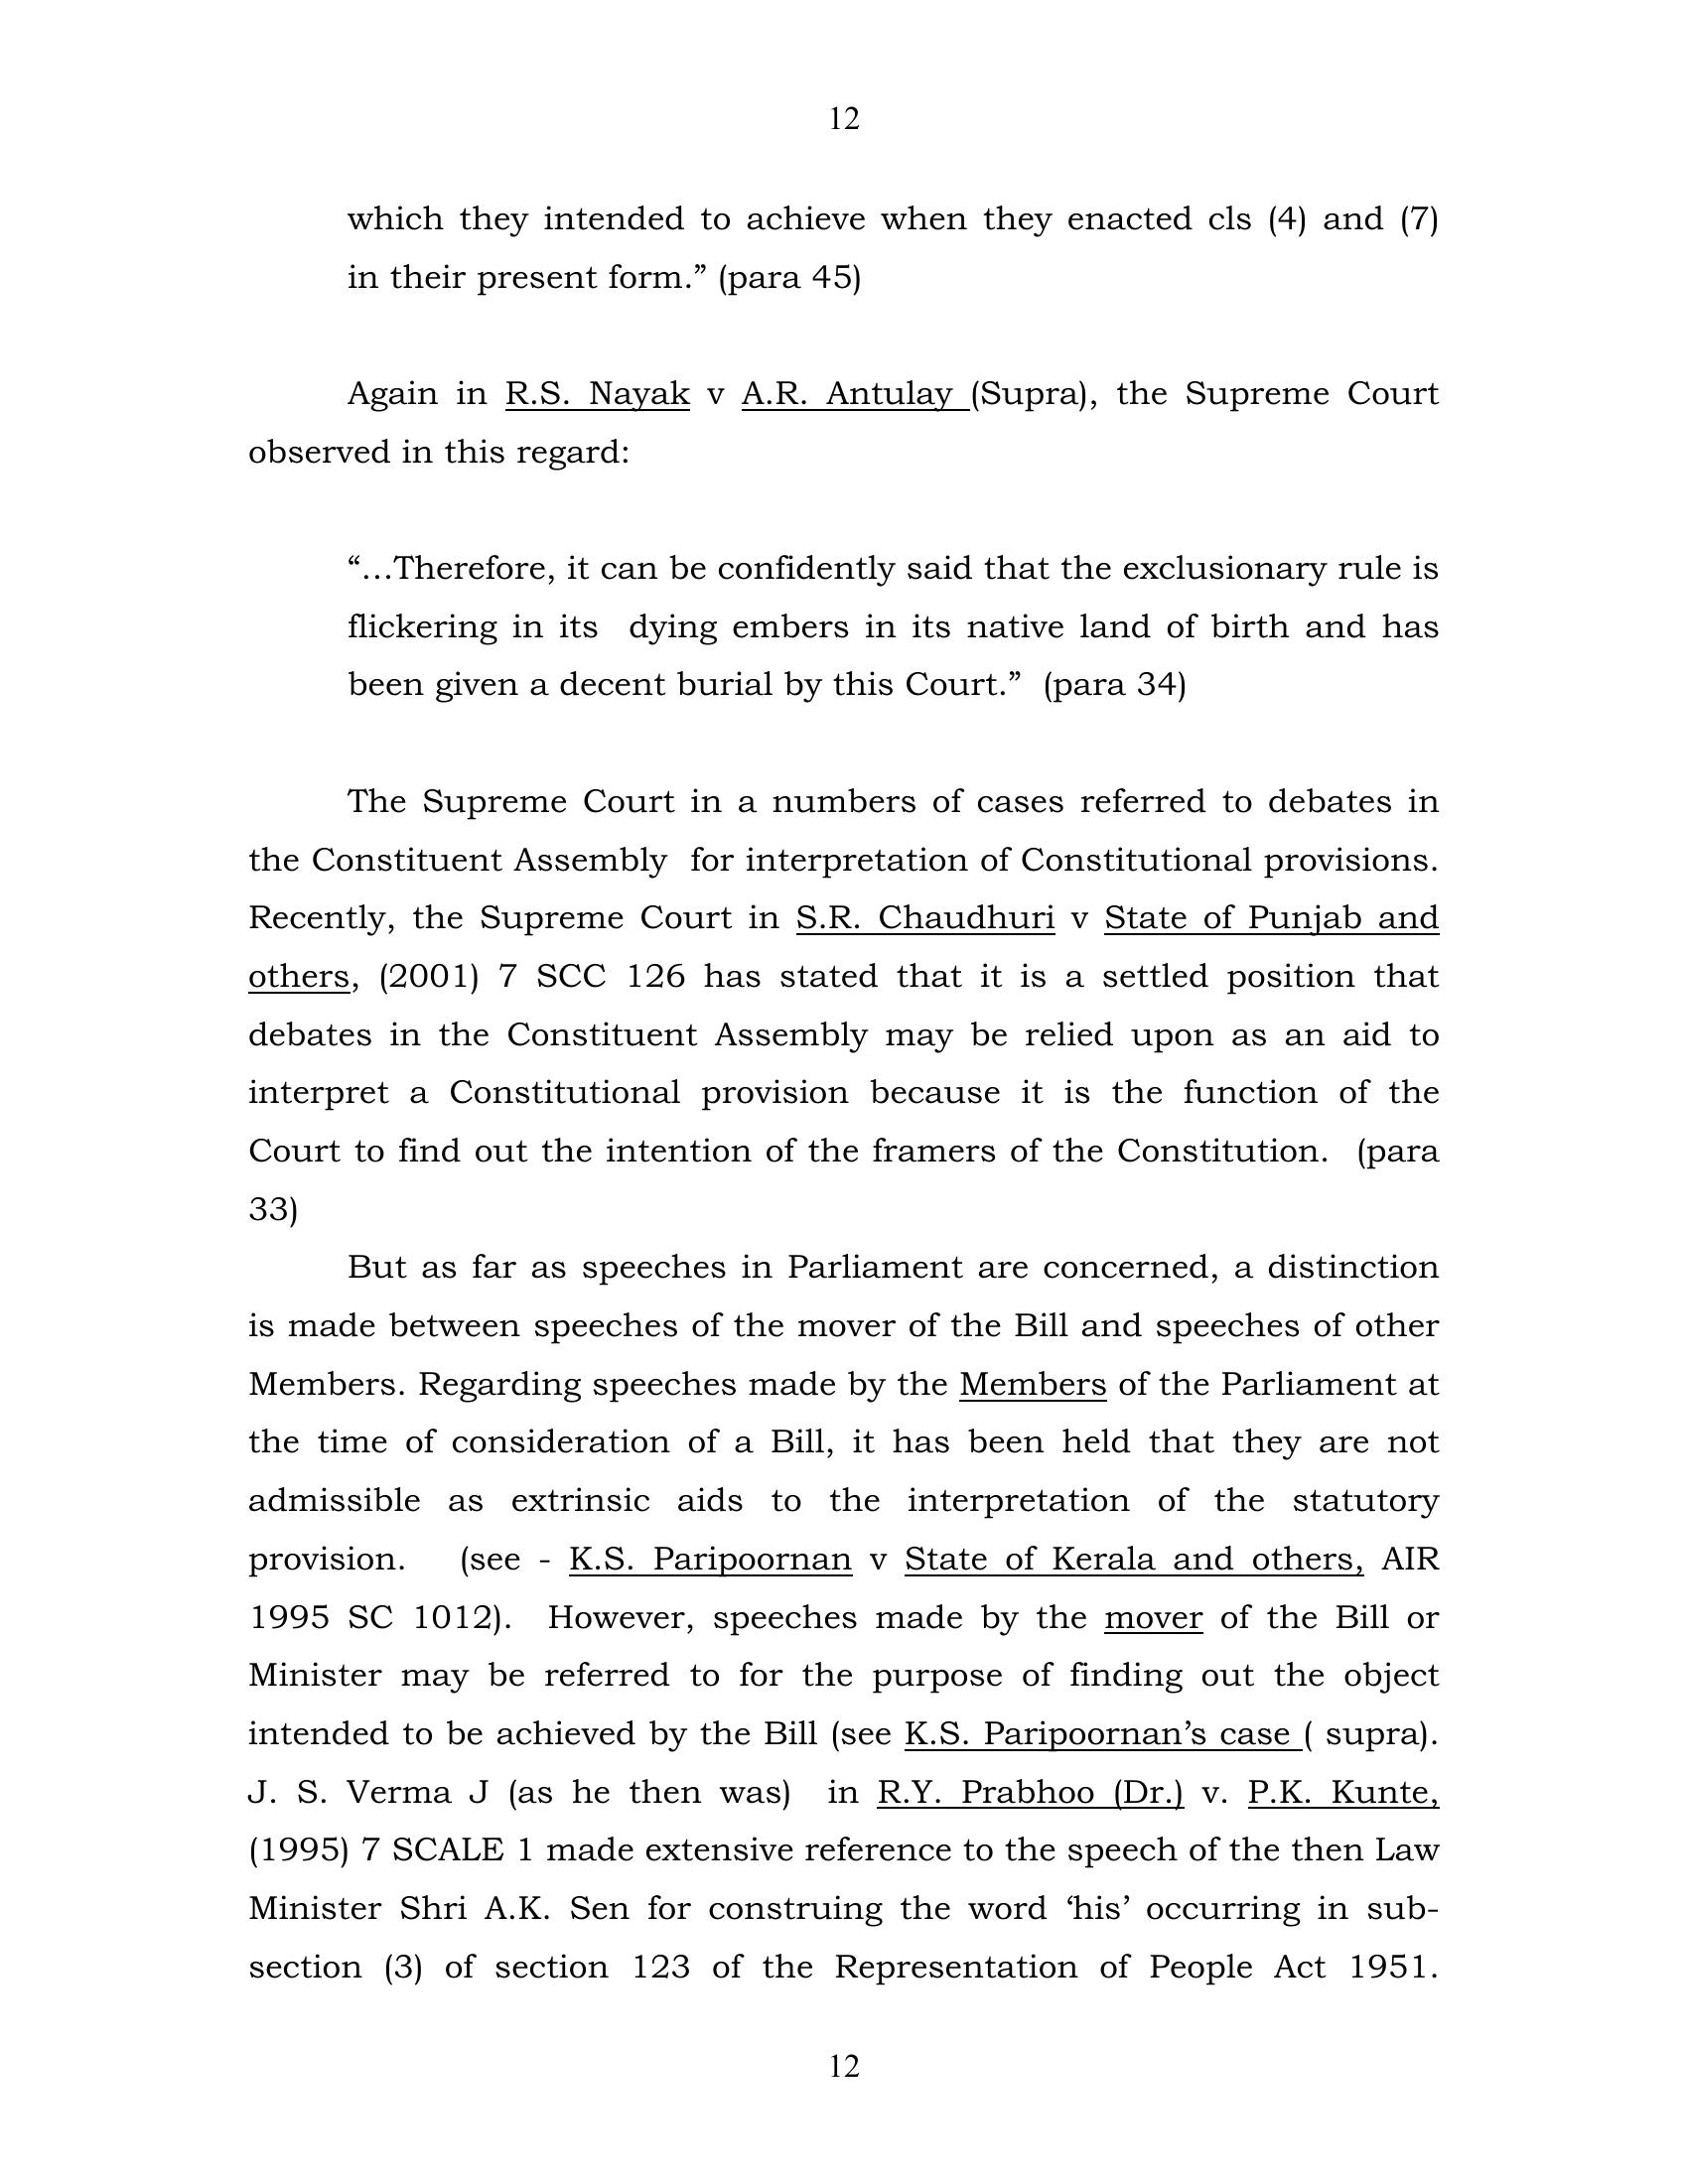 12
which they intended to achieve when they enacted cls (4) and (7)
in their present form.” (para 45)
Again in R.S. Nayak v A.R. Antulay (Supra), the Supreme Court
observed in this regard:
“…Therefore, it can be confidently said that the exclusionary rule is
flickering in its  dying embers in its native land of birth and has
been given a decent burial by this Court.”  (para 34)
The Supreme Court in a numbers of cases referred to debates in
the Constituent Assembly  for interpretation of Constitutional provisions.
Recently, the Supreme Court in S.R. Chaudhuri v State of Punjab and
others, (2001) 7 SCC 126 has stated that it is a settled position that
debates in the Constituent Assembly may be relied upon as an aid to
interpret a Constitutional provision because it is the function of the
Court to find out the intention of the framers of the Constitution.  (para
33)
But as far as speeches in Parliament are concerned, a distinction
is made between speeches of the mover of the Bill and speeches of other
Members. Regarding speeches made by the Members of the Parliament at
the time of consideration of a Bill, it has been held that they are not
admissible as extrinsic aids to the interpretation of the statutory
provision.   (see - K.S. Paripoornan v State of Kerala and others, AIR
1995 SC 1012).  However, speeches made by the mover of the Bill or
Minister may be referred to for the purpose of finding out the object
intended to be achieved by the Bill (see K.S. Paripoornan’s case ( supra).
J. S. Verma J (as he then was)  in R.Y. Prabhoo (Dr.) v. P.K. Kunte,
(1995) 7 SCALE 1 made extensive reference to the speech of the then Law
Minister Shri A.K. Sen for construing the word ‘his’ occurring in sub-
section (3) of section 123 of the Representation of People Act 1951.
12